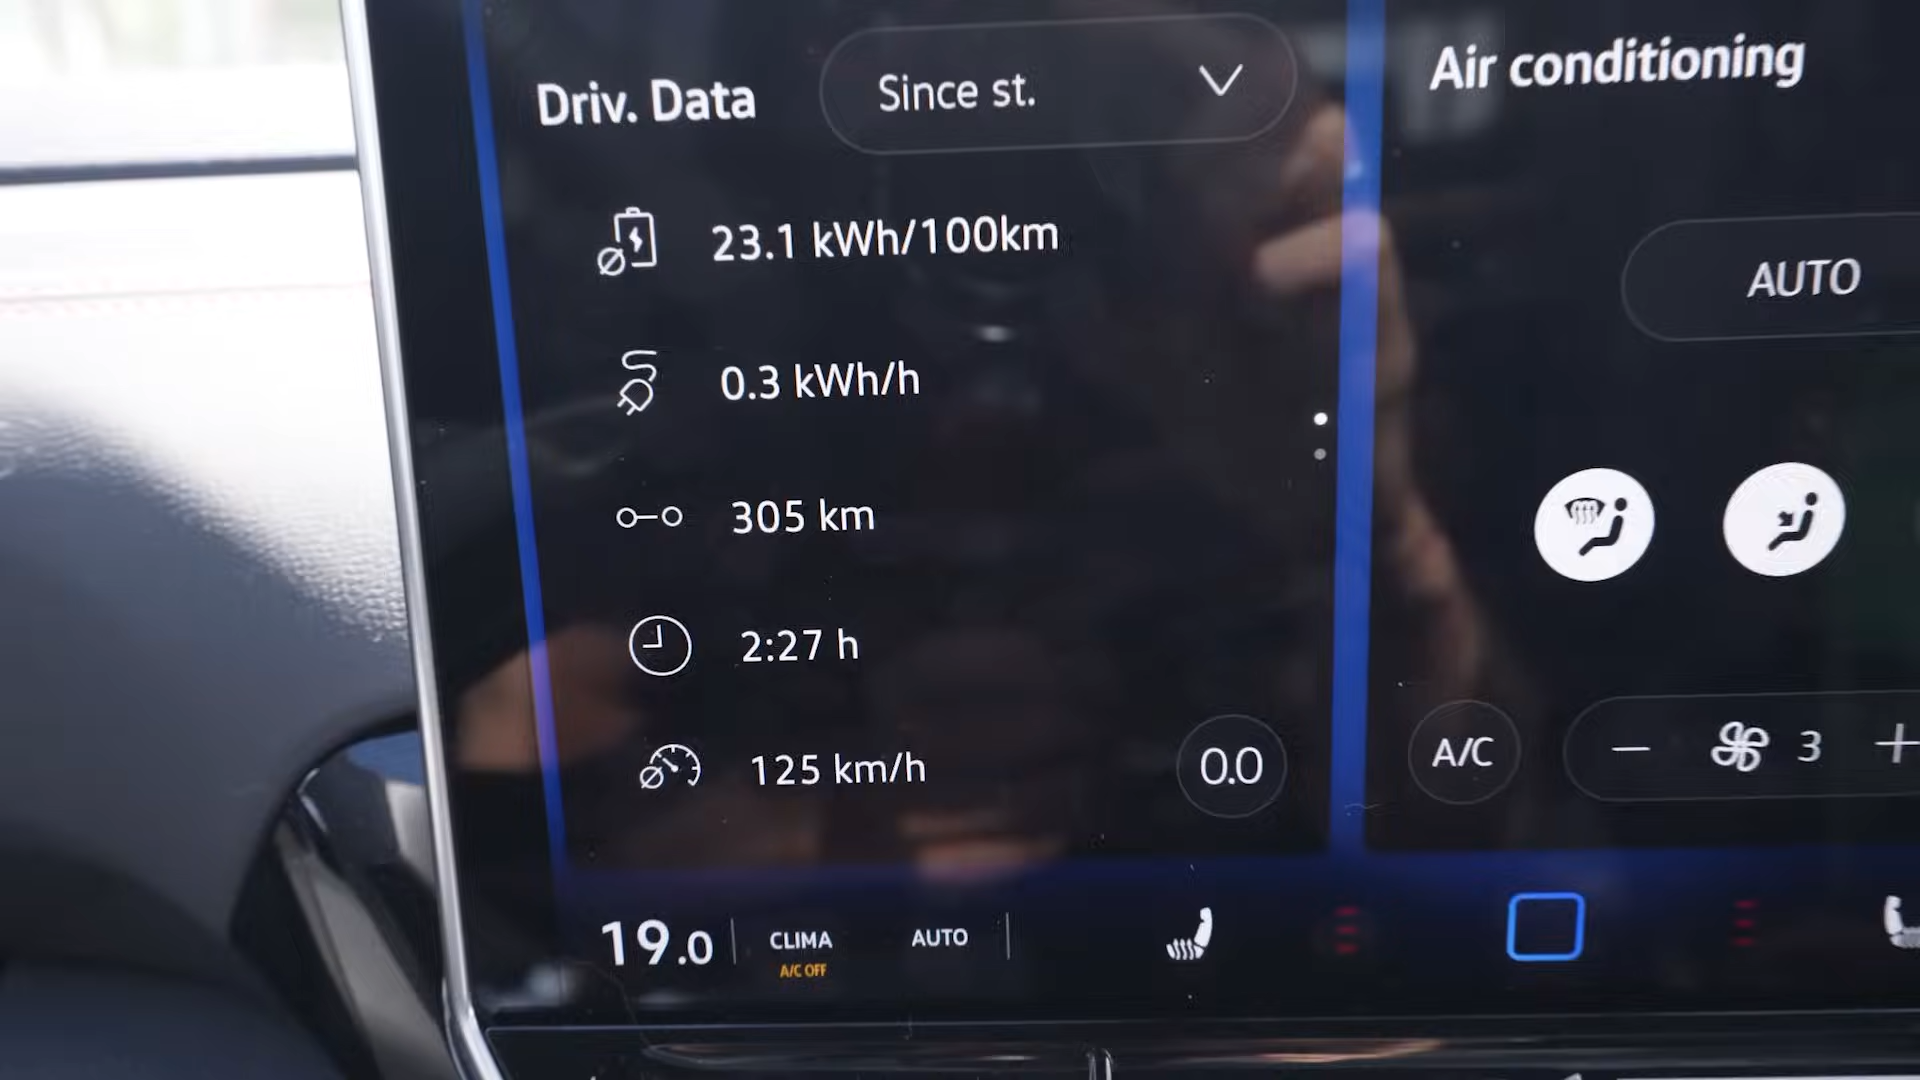 Driv. Data
Since st.
23.1 kWh/100km
0.3 kWh/h
305 km
2:27 h
125 km/h
0.0
Air conditioning
AUTO
A/C
3
19.0
CLIMA
A/C OFF
AUTO